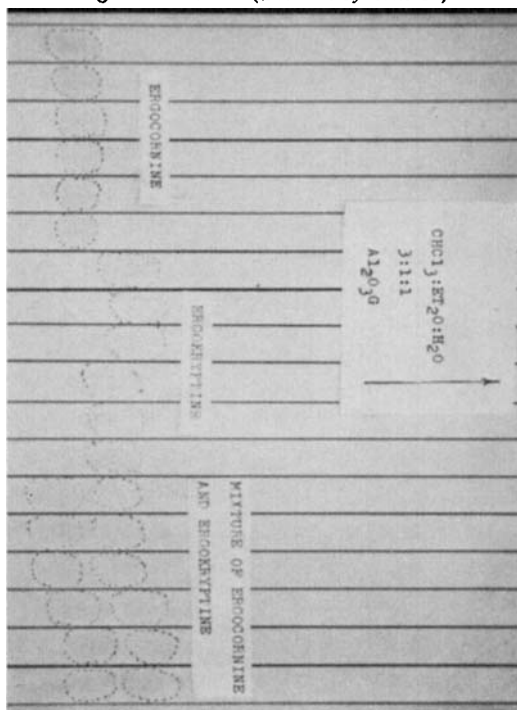 ERGOCORNINE
CHCl3:ET2O:H2O
3:1:1
Al2O3G
ERGOKRYPTINE
MIXTURE OF ERGOCORNINE
AND ERGOKRYPTINE